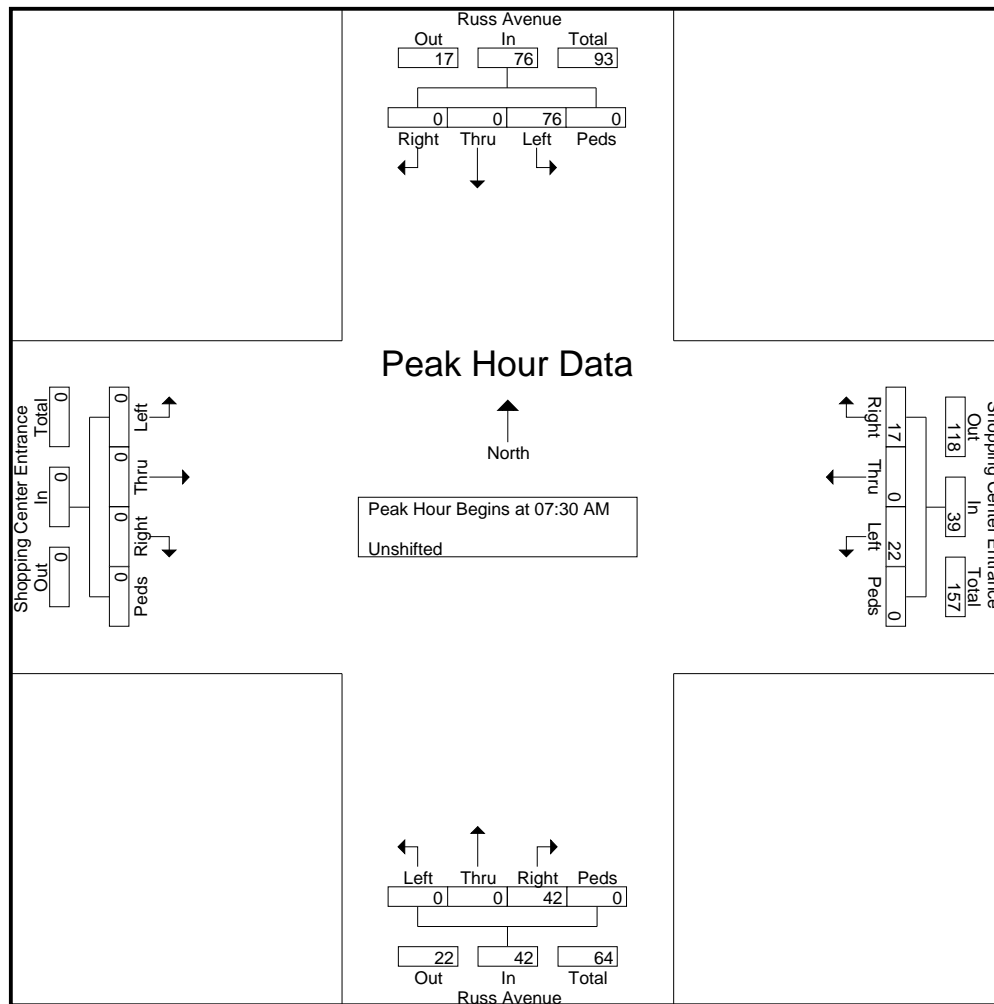 Russ Avenue
Out In Total
17 76 93
0 0 76 0
Right Thru Left Peds
Peak Hour Data
North
Peak Hour Begins at 07:30 AM
Unshifted
Shopping Center Entrance
Total In Out
0 0 0
0 0 0 0
Left Thru Right Peds
Right Thru Left Peds
17 0 22 0
118 39 157
Out In Total
Shopping Center Entrance
Left Thru Right Peds
0 0 42 0
22 42 64
Out In Total
Russ Avenue